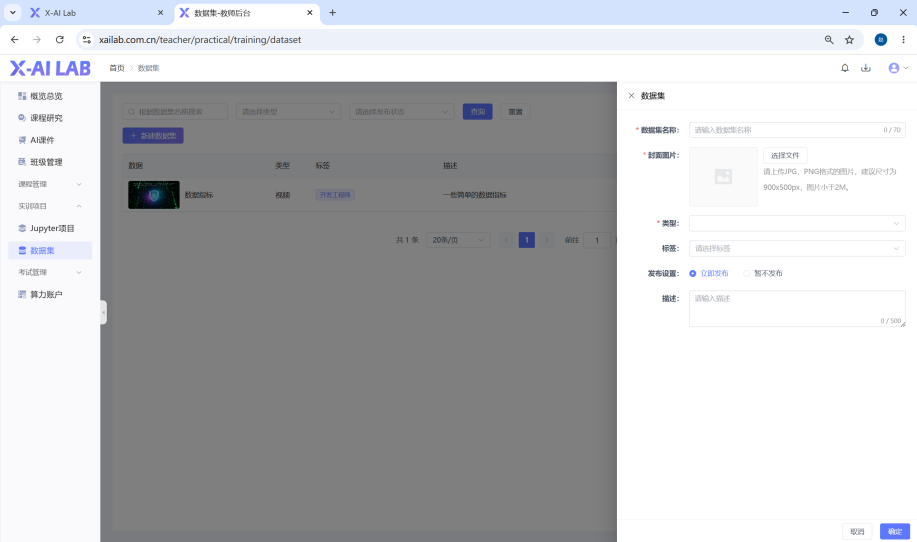 X-AI Lab
数据集-教师后台
xailab.com.cn/teacher/practical/training/dataset
赵
X-AI LAB
首页 > 数据集
概览总览
课程研究
AI课件
班级管理
课程管理
实训项目
Jupyter项目
数据集
考试管理
算力账户
根据数据集名称搜索 请选择类型 请选择发布状态 查询 重置
+ 新建数据集
数据 类型 标签 描述
数据指标 视频 开发工程师 一些简单的数据指标
共 1 条 20条/页 1 前往 1
数据集
* 数据集名称: 请输入数据集名称 0 / 70
* 封面图片: 选择文件
请上传JPG、PNG格式的图片，建议尺寸为
900x500px，图片小于2M。
* 类型:
标签: 请选择标签
发布设置: 立即发布 暂不发布
描述: 请输入描述
0 / 500
取消 确定